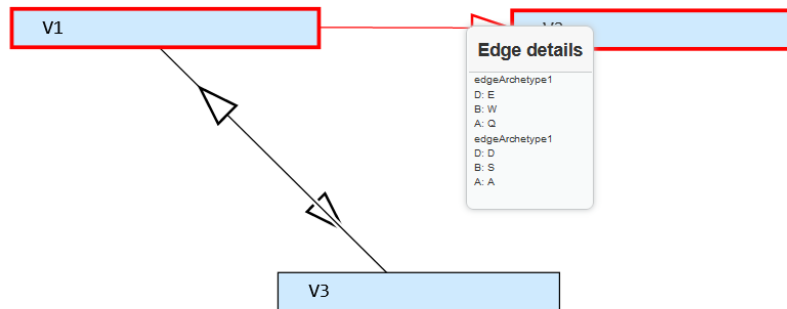 V1
Edge details
edgeArchetype1
D: E
B: W
A: Q
edgeArchetype1
D: D
B: S
A: A
V3